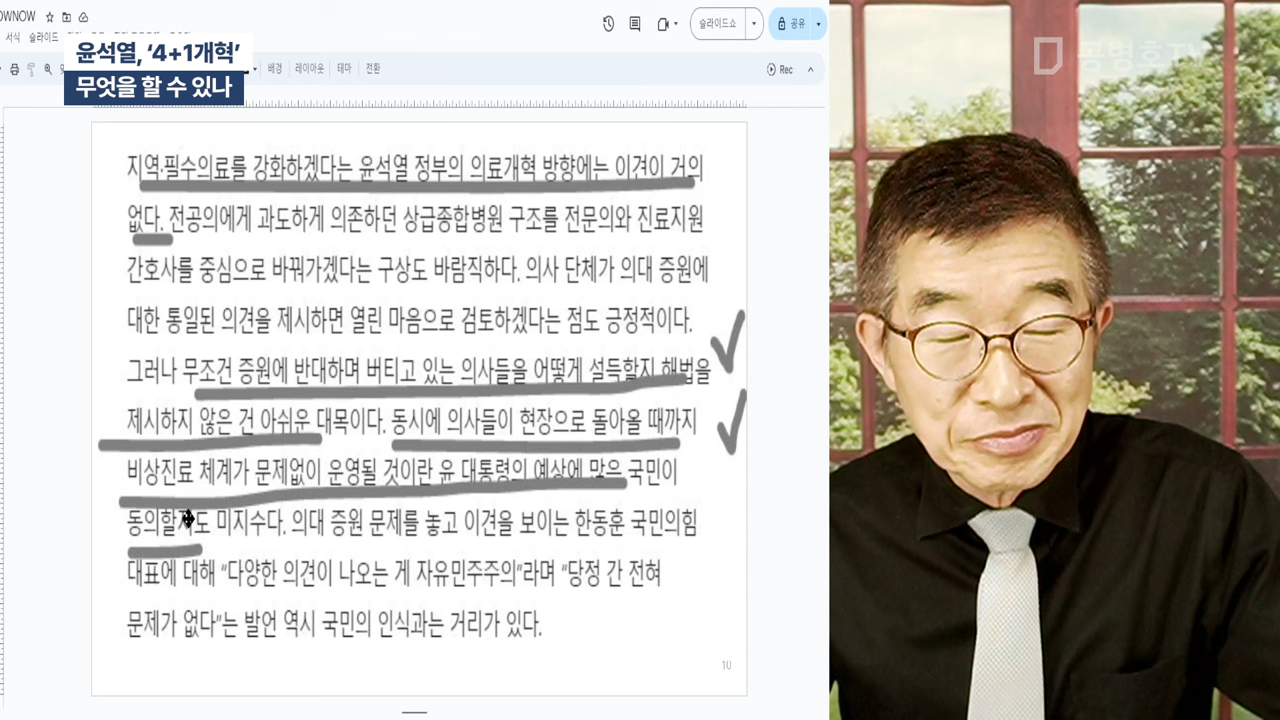 OWNOW
서식 슬라이드
윤석열, ‘4+1개혁’
무엇을 할 수 있나
배경 레이아웃 테마 전환
슬라이드쇼
공유
Rec
공병호TV
지역·필수의료를 강화하겠다는 윤석열 정부의 의료개혁 방향에는 이견이 거의
없다. 전공의에게 과도하게 의존하던 상급종합병원 구조를 전문의와 진료지원
간호사를 중심으로 바꿔가겠다는 구상도 바람직하다. 의사 단체가 의대 증원에
대한 통일된 의견을 제시하면 열린 마음으로 검토하겠다는 점도 긍정적이다.
그러나 무조건 증원에 반대하며 버티고 있는 의사들을 어떻게 설득할지 해법을
제시하지 않은 건 아쉬운 대목이다. 동시에 의사들이 현장으로 돌아올 때까지
비상진료 체계가 문제없이 운영될 것이란 윤 대통령의 예상에 많은 국민이
동의할지도 미지수다. 의대 증원 문제를 놓고 이견을 보이는 한동훈 국민의힘
대표에 대해 “다양한 의견이 나오는 게 자유민주주의”라며 “당정 간 전혀
문제가 없다”는 발언 역시 국민의 인식과는 거리가 있다.
10